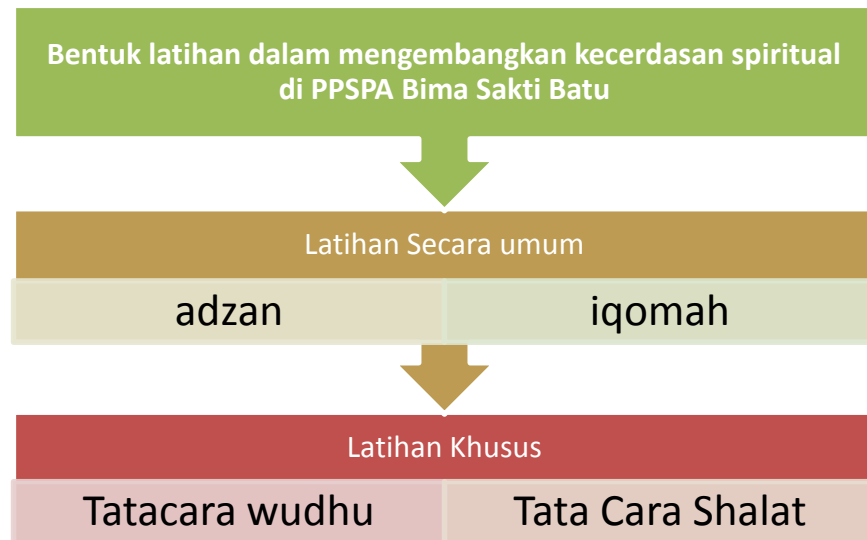 Bentuk latihan dalam mengembangkan kecerdasan spiritual
di PPSPA Bima Sakti Batu
Latihan Secara umum
adzan
iqomah
Latihan Khusus
Tatacara wudhu
Tata Cara Shalat